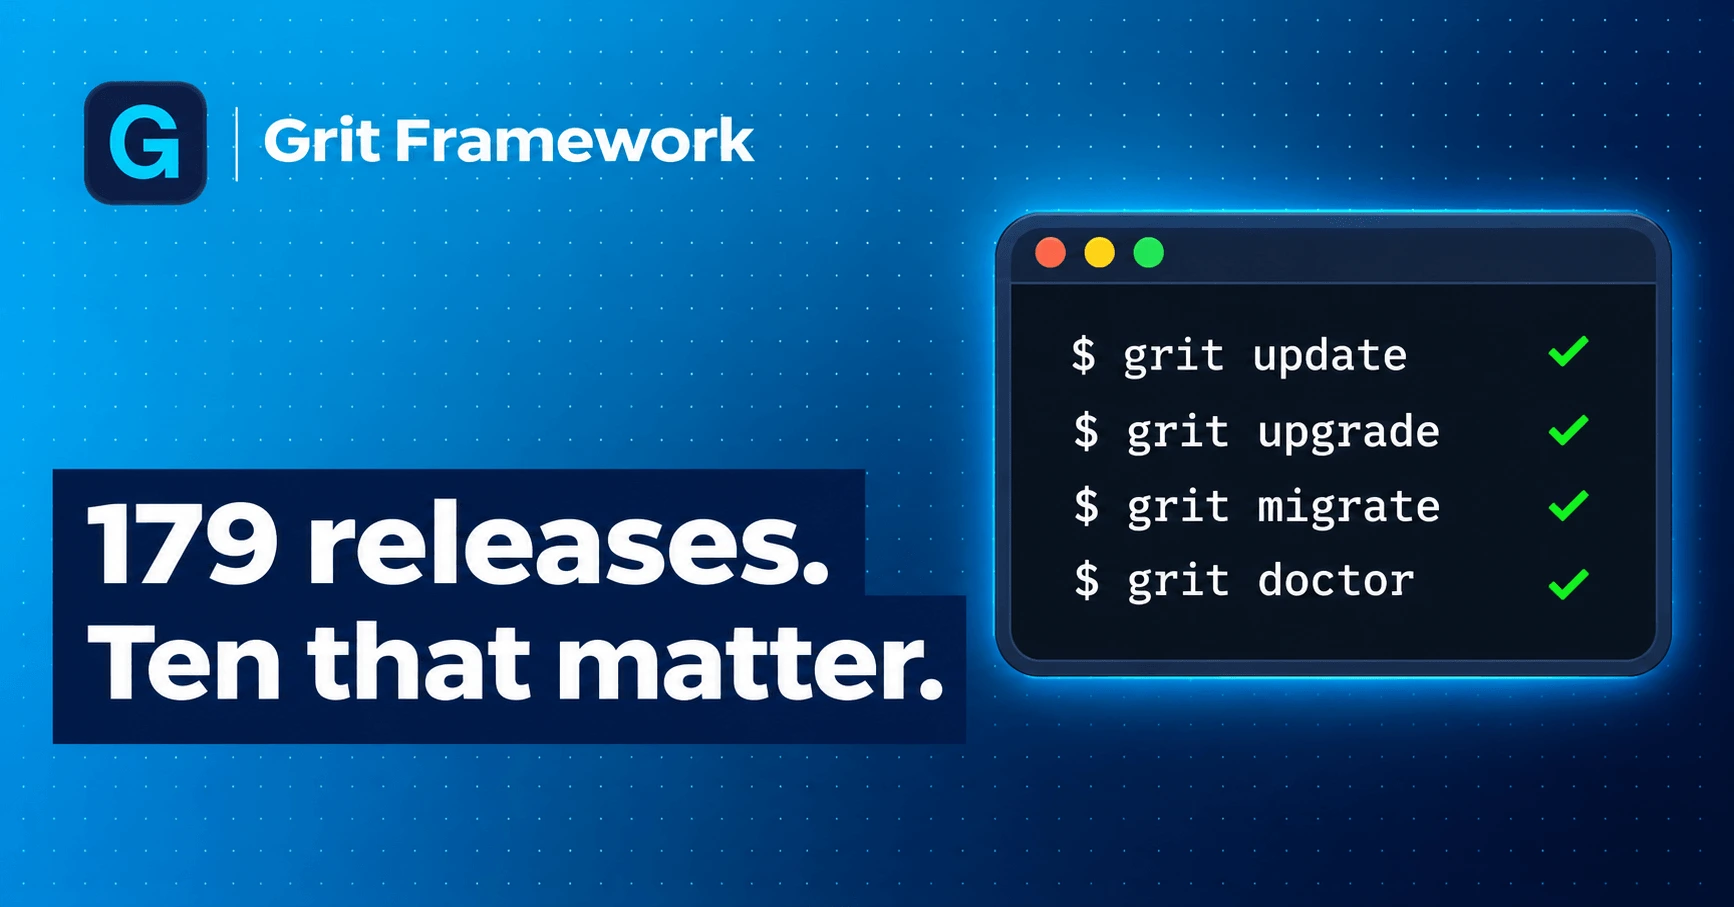 G
Grit Framework
179 releases.
Ten that matter.
$ grit update
$ grit upgrade
$ grit migrate
$ grit doctor